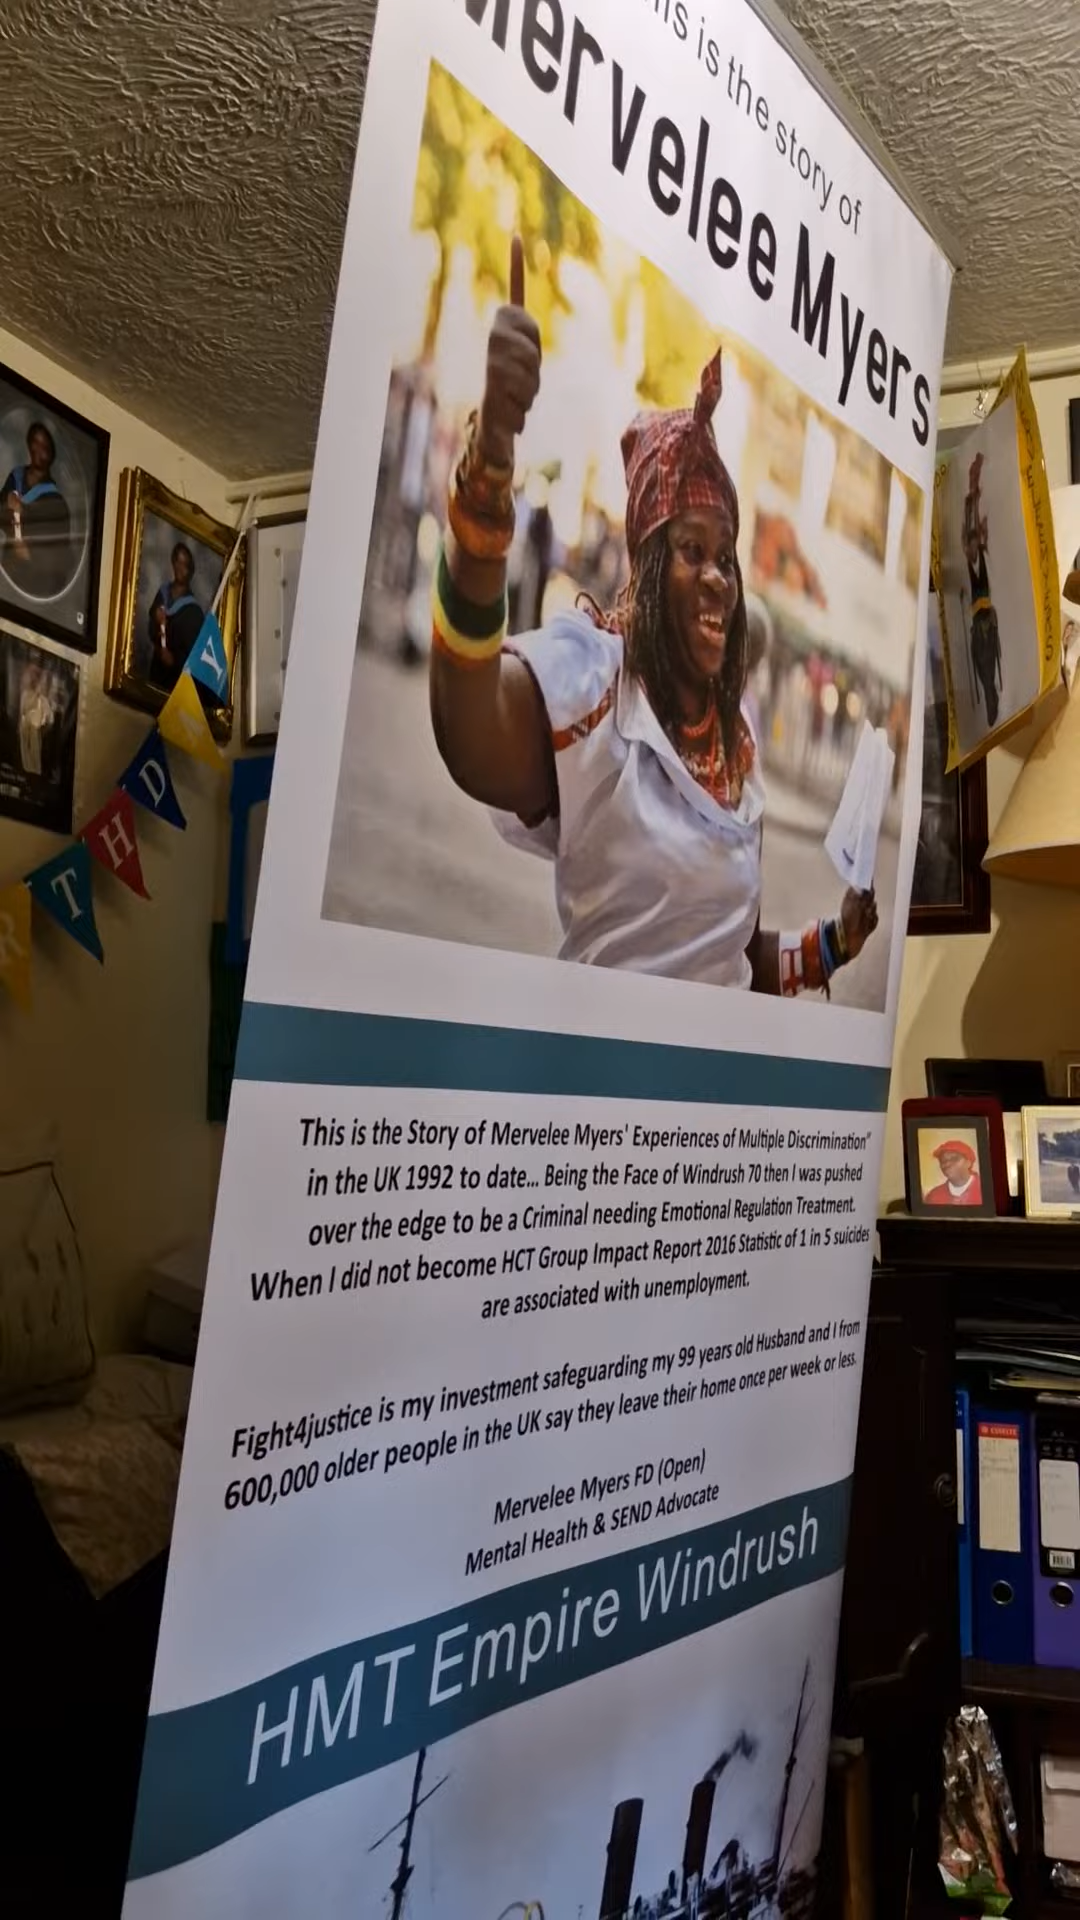 This is the story of
Mervelee Myers
This is the Story of Mervelee Myers' Experiences of Multiple Discrimination"
in the UK 1992 to date... Being the Face of Windrush 70 then I was pushed
over the edge to be a Criminal needing Emotional Regulation Treatment.
When I did not become HCT Group Impact Report 2016 Statistic of 1 in 5 suicides
are associated with unemployment.
Fight4justice is my investment safeguarding my 99 years old Husband and I from
600,000 older people in the UK say they leave their home once per week or less.
Mervelee Myers FD (Open)
Mental Health & SEND Advocate
HMT Empire Windrush
R T H D A Y